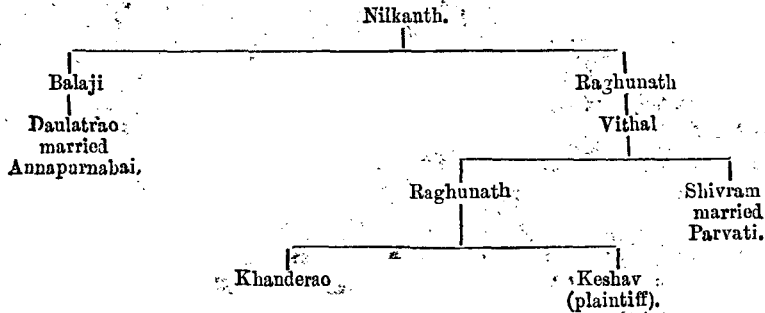 Nilkanth.
Balaji Raghunath
Daulatrao Vithal
married
Annapurnabai.
Raghunath Shivram
married
Parvati.
Khanderao Keshav
(plaintiff).